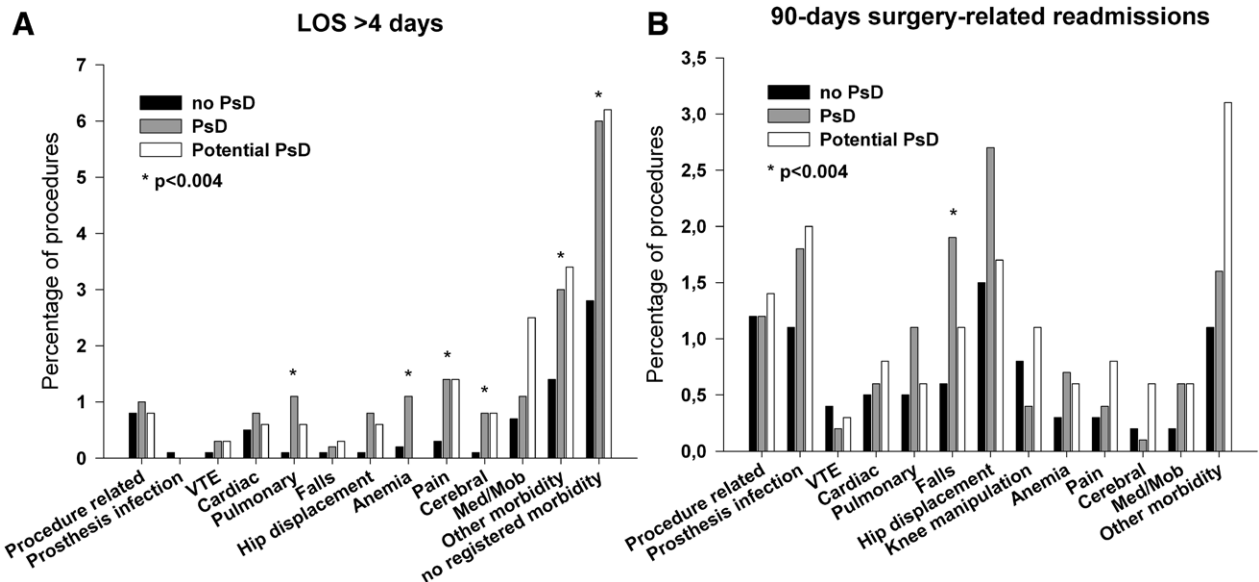 A
LOS >4 days
Percentage of procedures
7
6
5
4
3
2
1
0
no PsD
PsD
Potential PsD
* p<0.004
*
*
*
*
*
*
Procedure related
Prosthesis infection
VTE
Cardiac
Pulmonary
Falls
Hip displacement
Anemia
Pain
Cerebral
Med/Mob
Other morbidity
no registered morbidity
B
90-days surgery-related readmissions
Percentage of procedures
3,5
3,0
2,5
2,0
1,5
1,0
0,5
0,0
no PsD
PsD
Potential PsD
* p<0.004
*
Procedure related
Prosthesis infection
VTE
Cardiac
Pulmonary
Falls
Hip displacement
Knee manipulation
Anemia
Pain
Cerebral
Med/Mob
Other morbidity